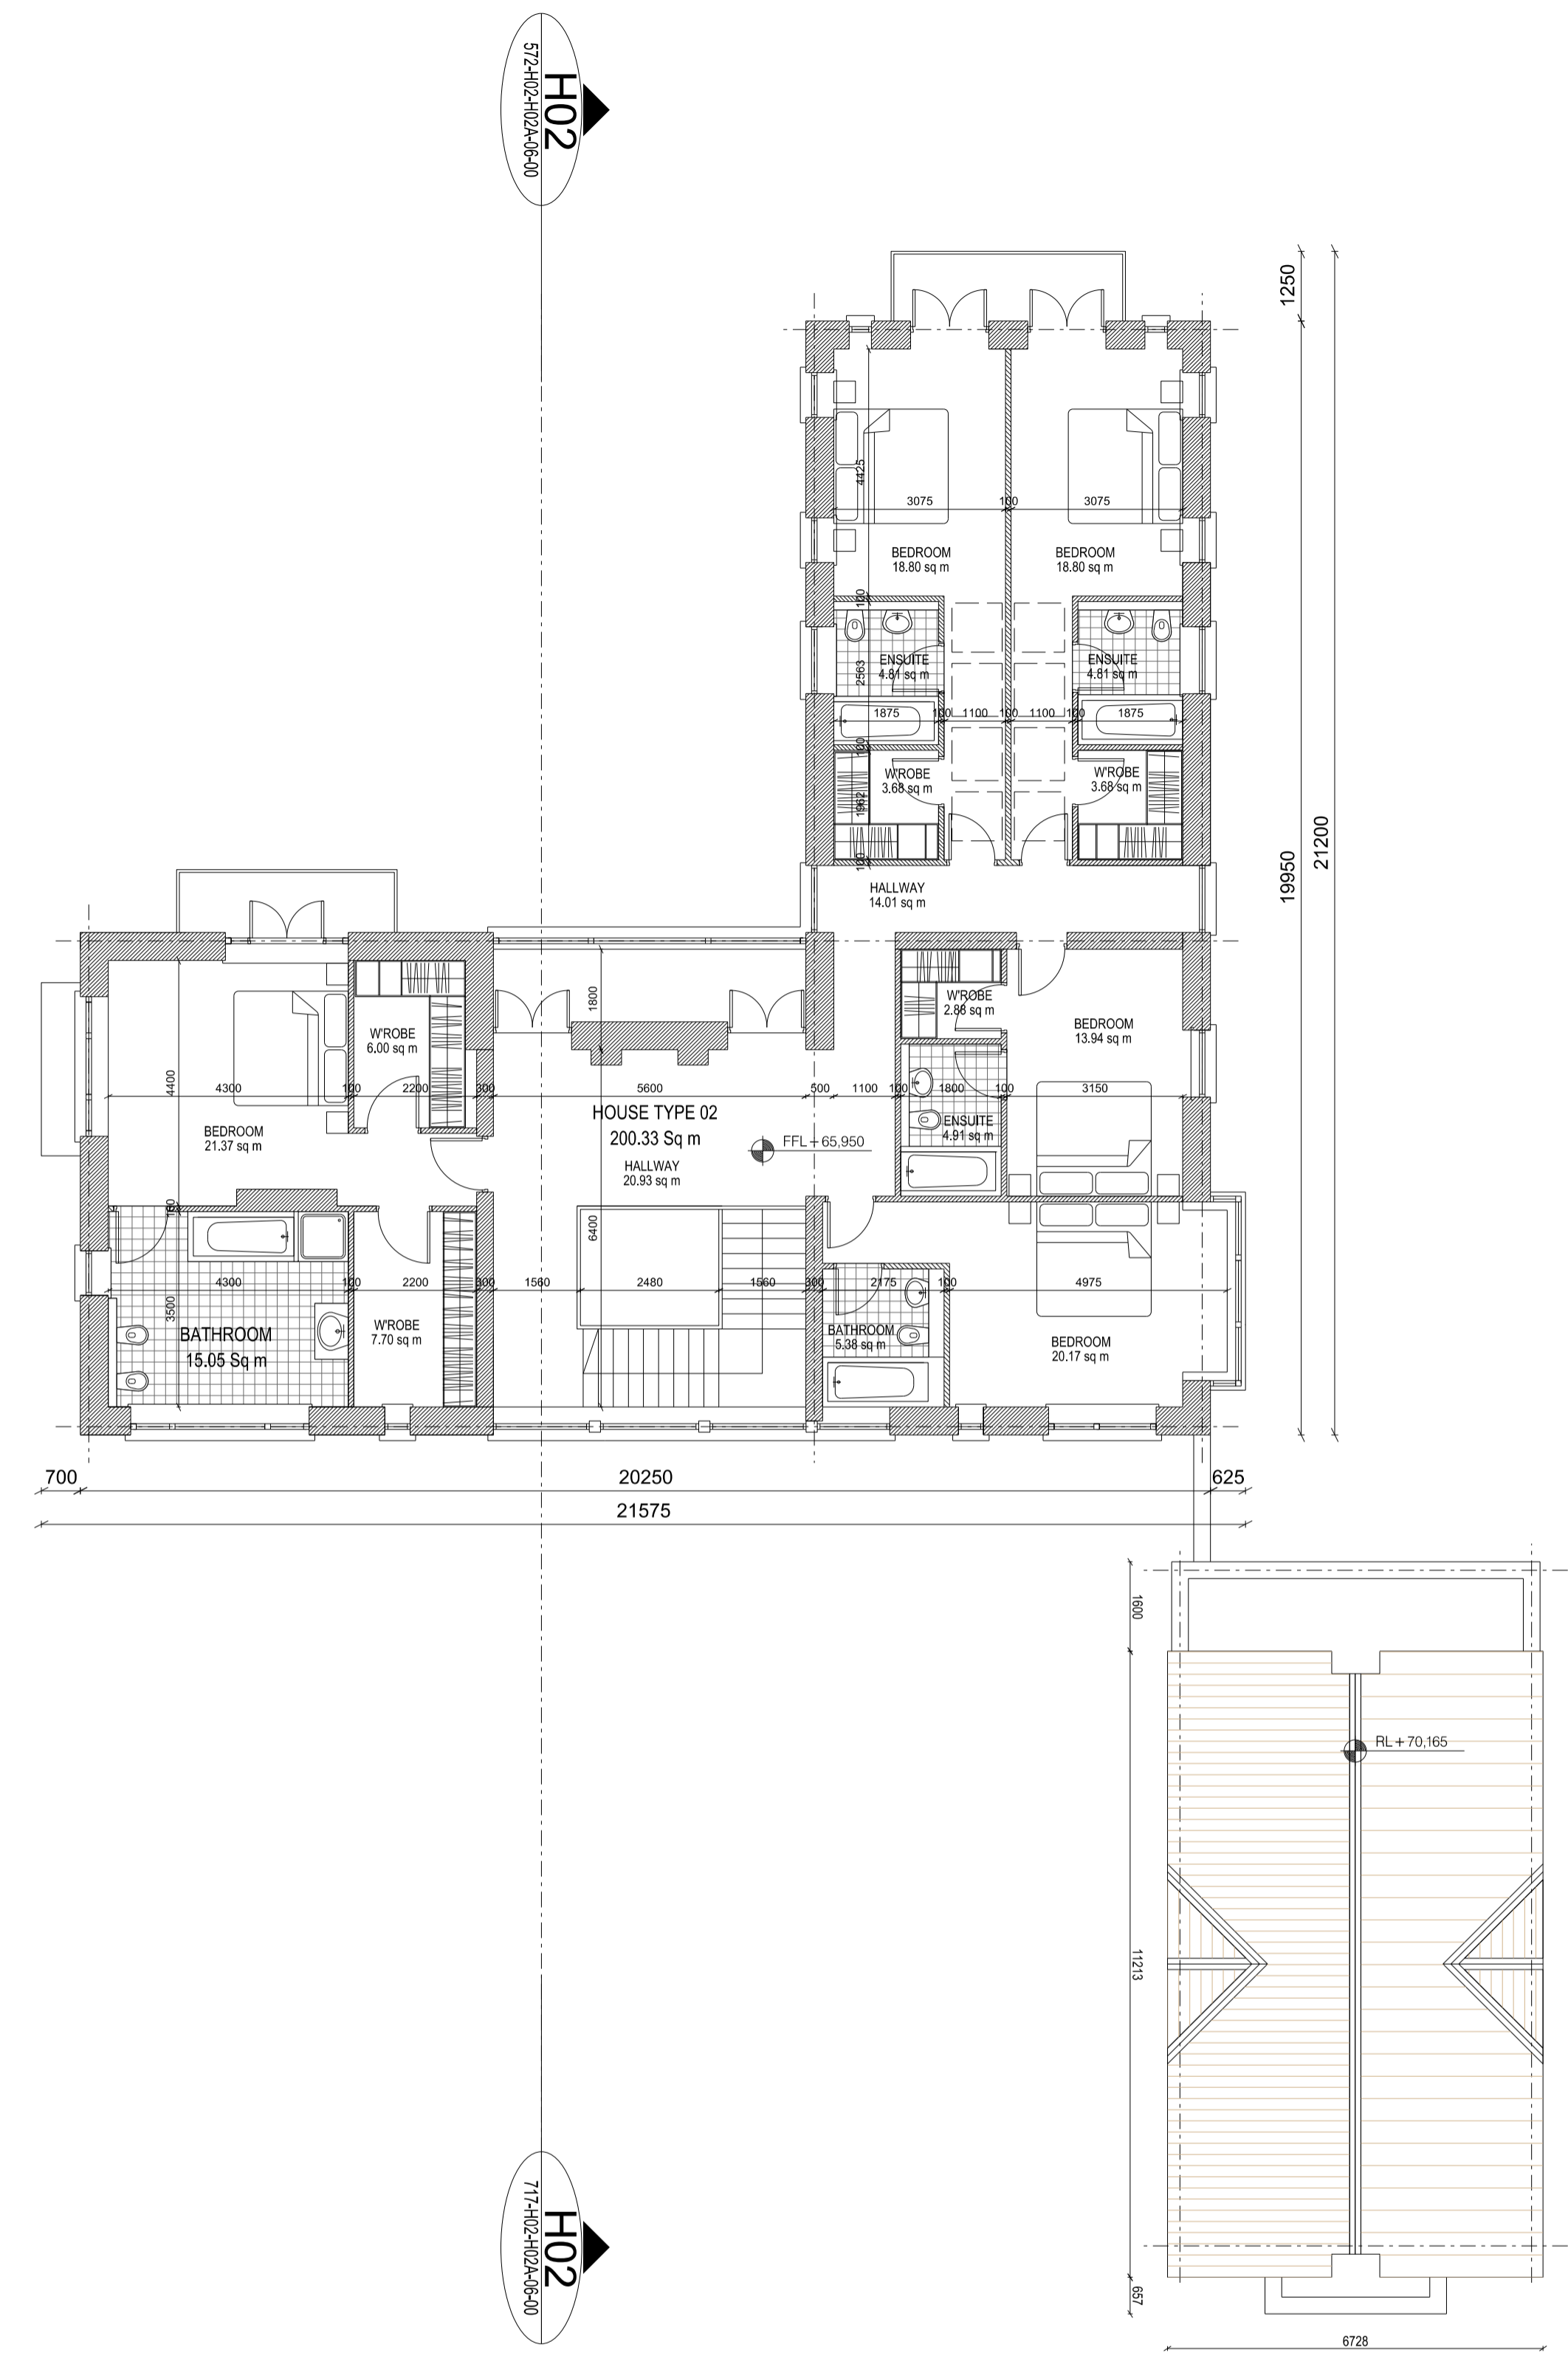 H02
572-H02-H02A-06-00
1250
19950
21200
4425
3075
100
3075
BEDROOM
18.80 sq m
BEDROOM
18.80 sq m
100
2563
ENSUITE
4.81 sq m
ENSUITE
4.81 sq m
1875
100
1100
100
1100
100
1875
100
W'ROBE
3.68 sq m
W'ROBE
3.68 sq m
1962
100
HALLWAY
14.01 sq m
1800
W'ROBE
6.00 sq m
W'ROBE
2.88 sq m
BEDROOM
13.94 sq m
4400
4300
100
2200
300
5600
500
1100
100
1800
100
3150
HOUSE TYPE 02
200.33 Sq m
FFL+65,950
HALLWAY
20.93 sq m
BEDROOM
21.37 sq m
ENSUITE
4.91 sq m
100
6400
4300
100
2200
300
1560
2480
1560
300
2175
100
4975
3500
BATHROOM
15.05 Sq m
W'ROBE
7.70 sq m
BATHROOM
5.38 sq m
BEDROOM
20.17 sq m
700
20250
625
21575
1600
RL+70,165
11213
657
6728
H02
717-H02-H02A-06-00